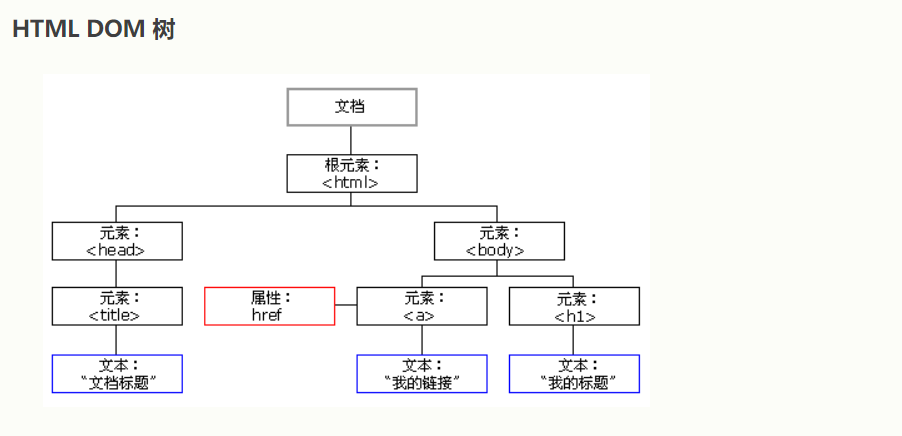 HTML DOM 树
文档
根元素：
<html>
元素：
<head>
元素：
<body>
元素：
<title>
属性：
href
元素：
<a>
元素：
<h1>
文本：
“文档标题”
文本：
“我的链接”
文本：
“我的标题”